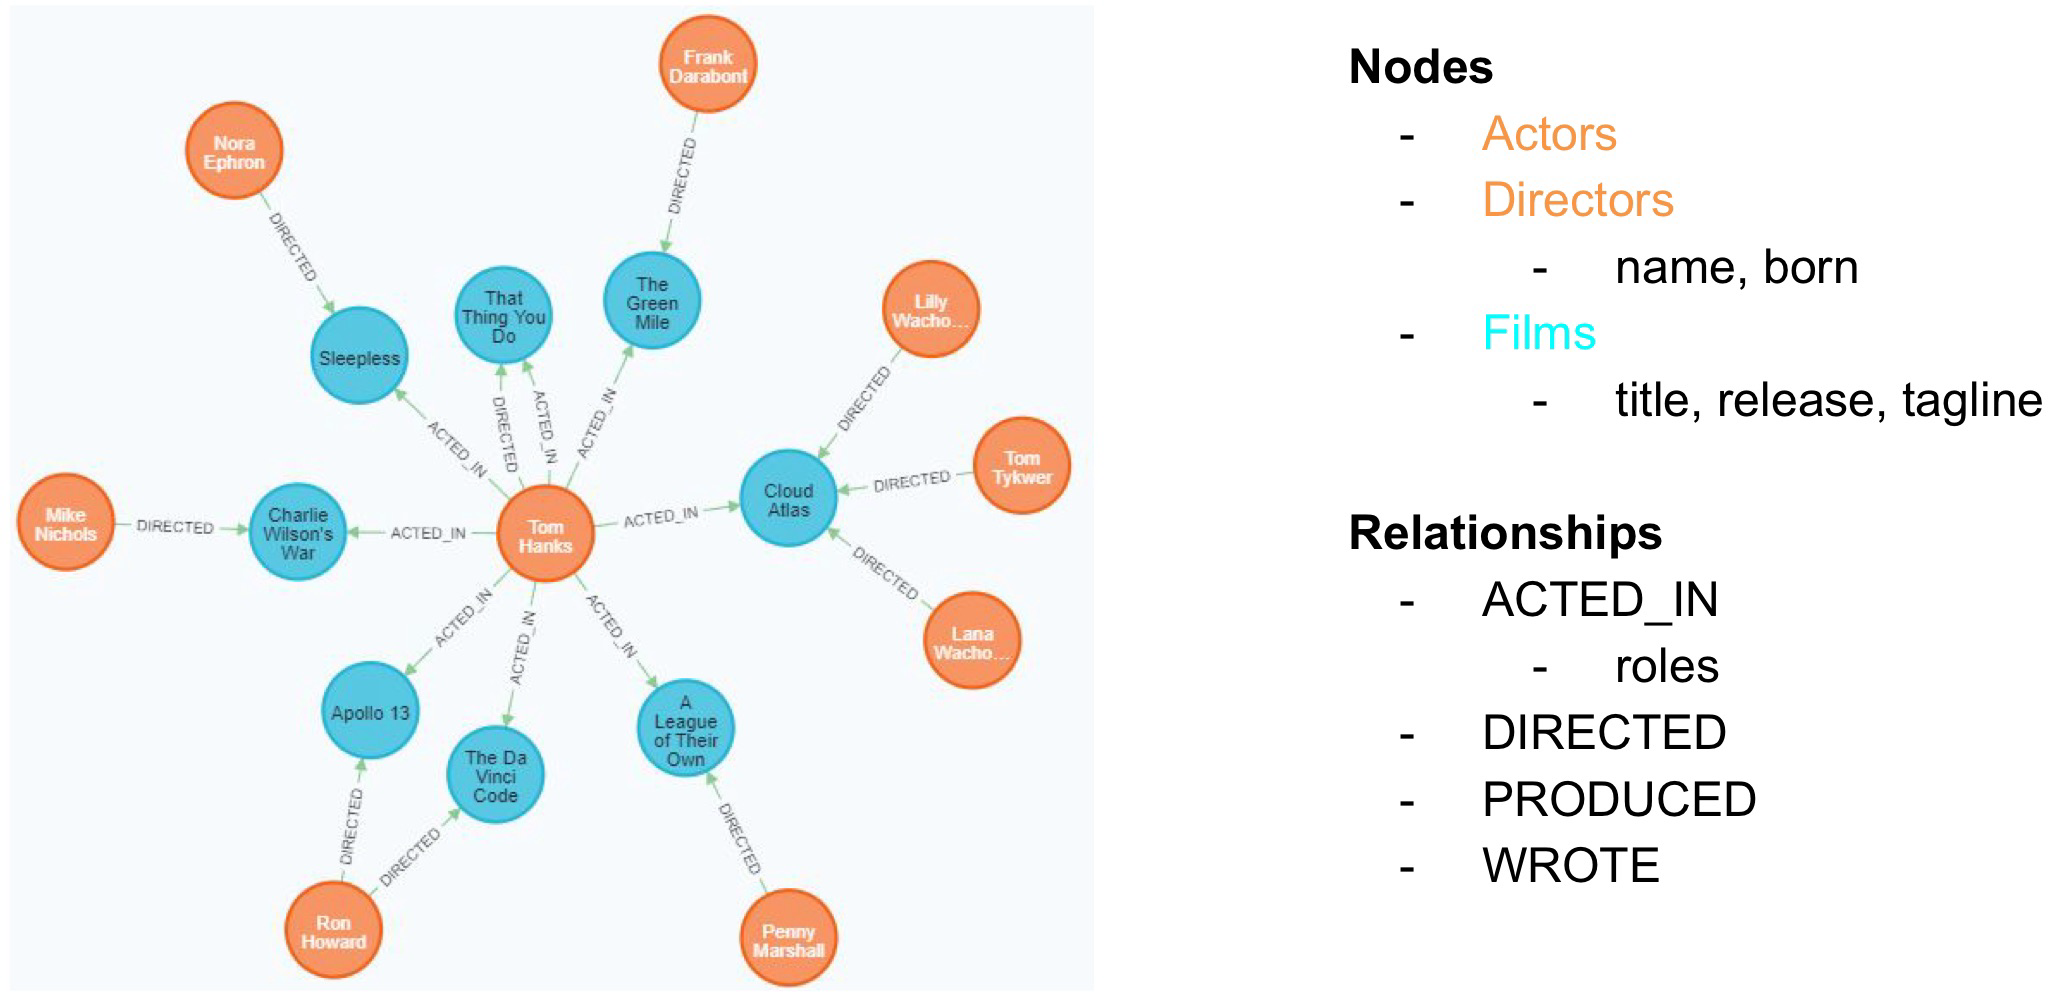 Frank
Darabont
Nora
Ephron
DIRECTED
DIRECTED
The
Green
Mile
That
Thing You
Do
Lilly
Wacho...
Sleepless
DIRECTED
ACTED_IN
DIRECTED
ACTED_IN
ACTED_IN
Tom
Tykwer
DIRECTED
Cloud
Atlas
Mike
Nichols
DIRECTED
Charlie
Wilson's
War
ACTED_IN
Tom
Hanks
ACTED_IN
DIRECTED
Lana
Wacho...
ACTED_IN
ACTED_IN
ACTED_IN
Apollo 13
A
League
of Their
Own
The Da
Vinci
Code
DIRECTED
DIRECTED
DIRECTED
Ron
Howard
Penny
Marshall
Nodes
- Actors
- Directors
- name, born
- Films
- title, release, tagline
Relationships
- ACTED_IN
- roles
- DIRECTED
- PRODUCED
- WROTE